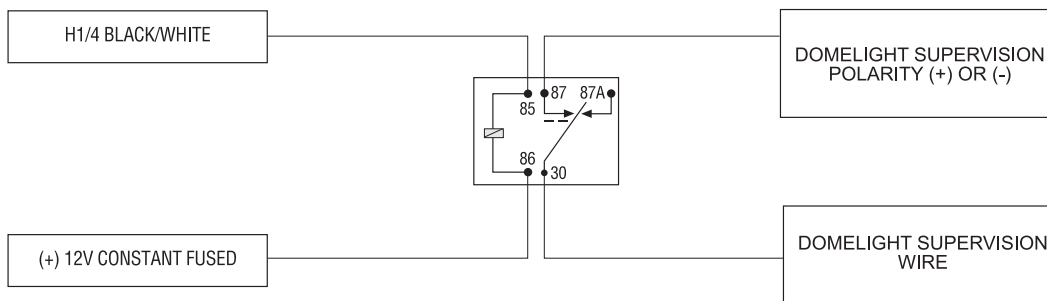 H1/4 BLACK/WHITE
DOMELIGHT SUPERVISION
POLARITY (+) OR (-)
87 87A
85
86
30
(+) 12V CONSTANT FUSED
DOMELIGHT SUPERVISION
WIRE